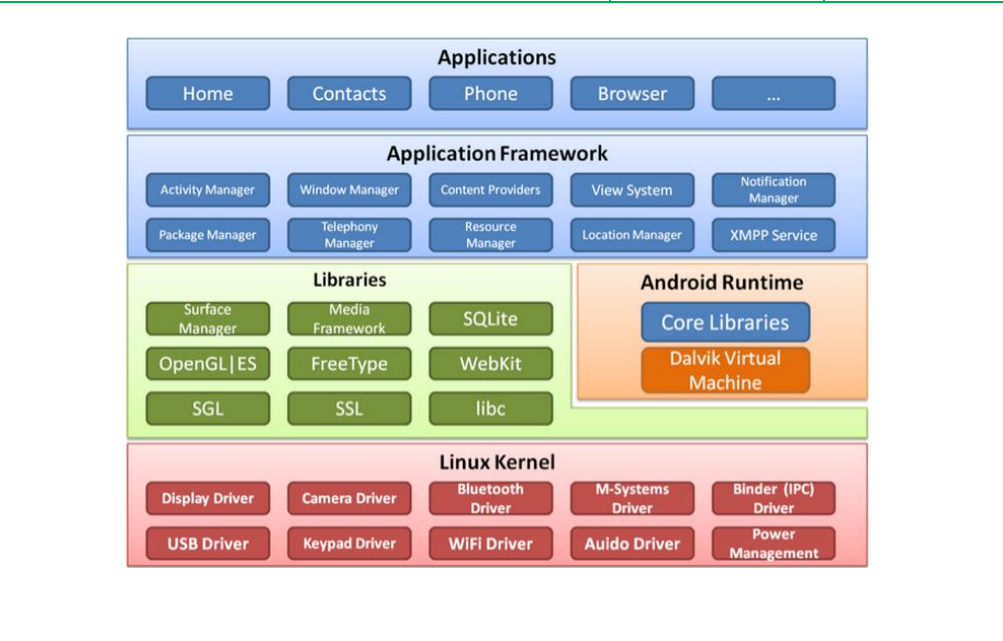 Applications
Home
Contacts
Phone
Browser
...
Application Framework
Activity Manager
Window Manager
Content Providers
View System
Notification
Manager
Package Manager
Telephony
Manager
Resource
Manager
Location Manager
XMPP Service
Libraries
Surface
Manager
Media
Framework
SQLite
OpenGL|ES
FreeType
WebKit
SGL
SSL
libc
Android Runtime
Core Libraries
Dalvik Virtual
Machine
Linux Kernel
Display Driver
Camera Driver
Bluetooth
Driver
M-Systems
Driver
Binder (IPC)
Driver
USB Driver
Keypad Driver
WiFi Driver
Auido Driver
Power
Management